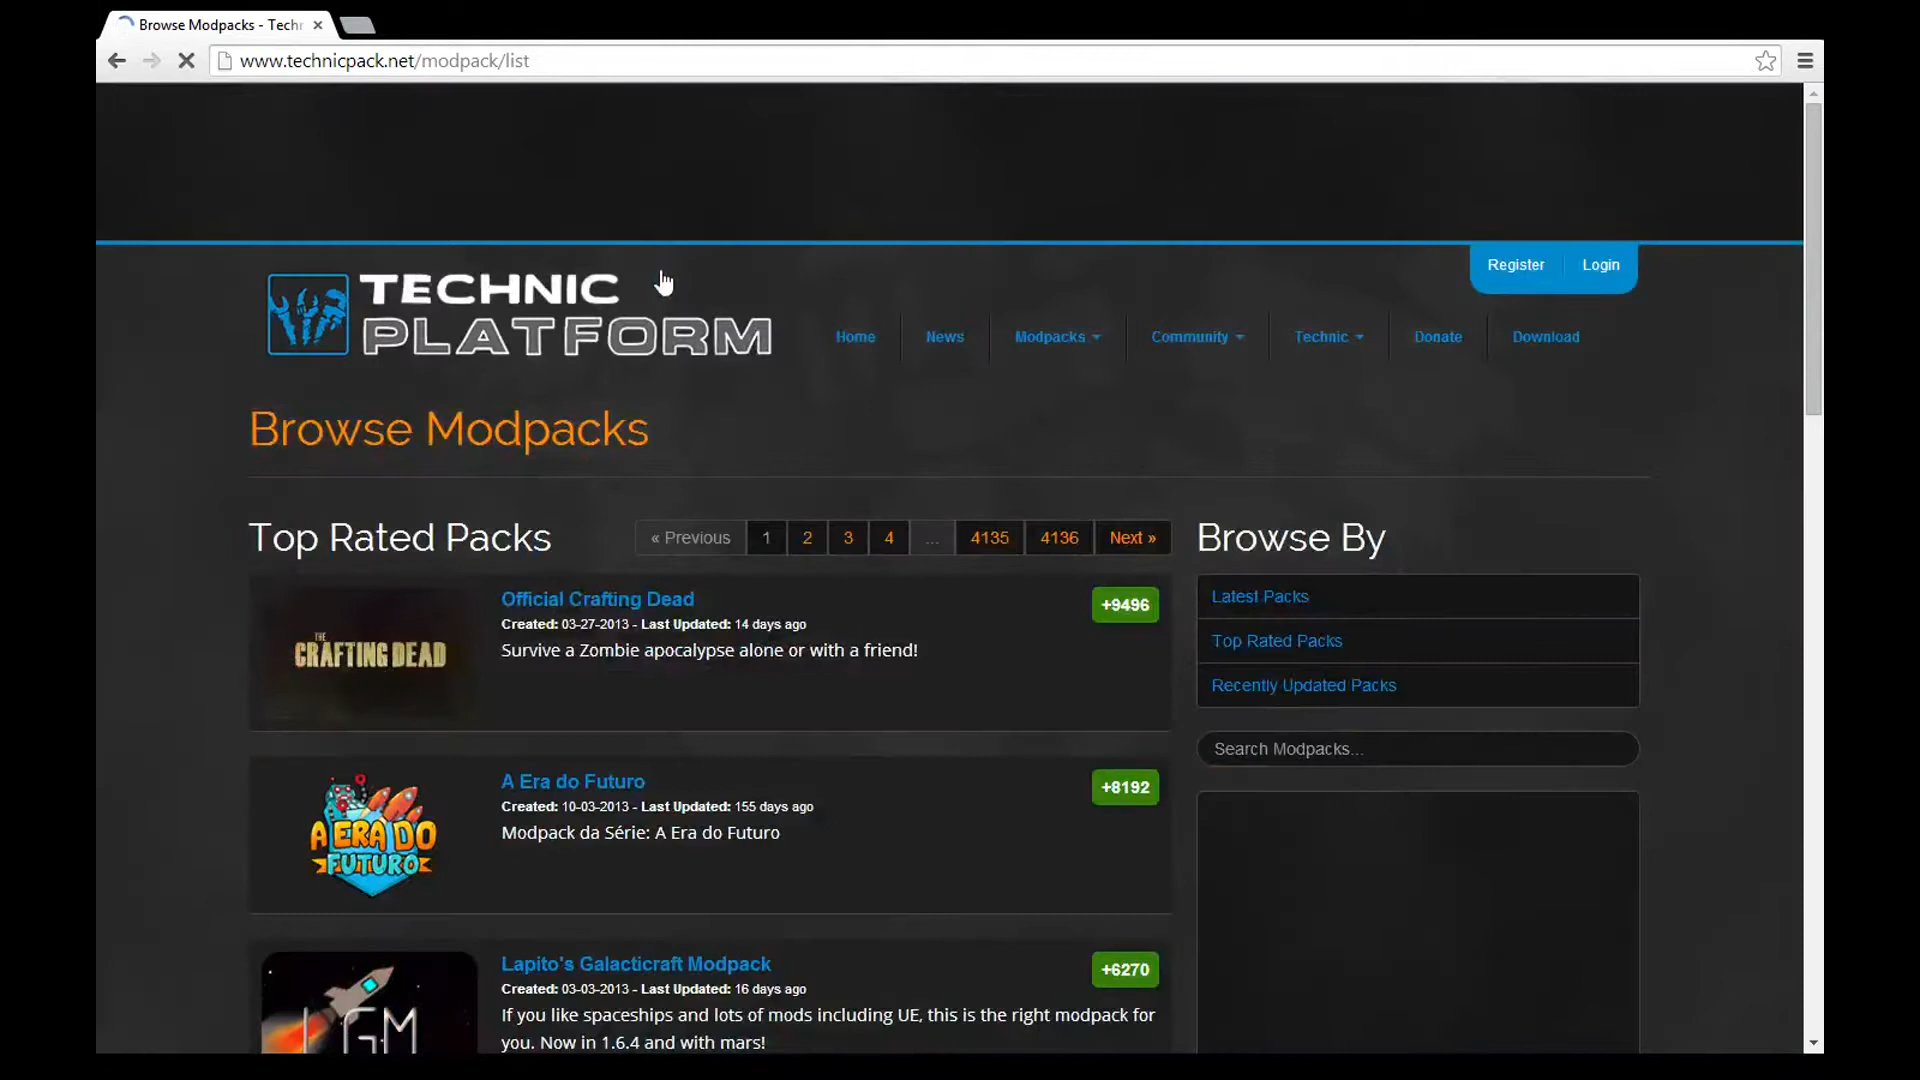 Browse Modpacks - Techn
www.technicpack.net/modpack/list
Register Login
TECHNIC
PLATFORM
Home News Modpacks Community Technic Donate Download
Browse Modpacks
Top Rated Packs
« Previous 1 2 3 4 ... 4135 4136 Next »
Browse By
THE
CRAFTING DEAD
Official Crafting Dead
Created: 03-27-2013 - Last Updated: 14 days ago
Survive a Zombie apocalypse alone or with a friend!
+9496
Latest Packs
Top Rated Packs
Recently Updated Packs
Search Modpacks...
A ERA DO
FUTURO
A Era do Futuro
Created: 10-03-2013 - Last Updated: 155 days ago
Modpack da Série: A Era do Futuro
+8192
LGM
Lapito's Galacticraft Modpack
Created: 03-03-2013 - Last Updated: 16 days ago
If you like spaceships and lots of mods including UE, this is the right modpack for
you. Now in 1.6.4 and with mars!
+6270